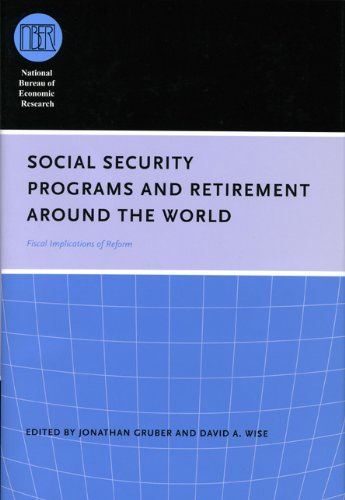 NBER
National
Bureau of
Economic
Research
SOCIAL SECURITY
PROGRAMS AND RETIREMENT
AROUND THE WORLD
Fiscal Implications of Reform
EDITED BY JONATHAN GRUBER AND DAVID A. WISE